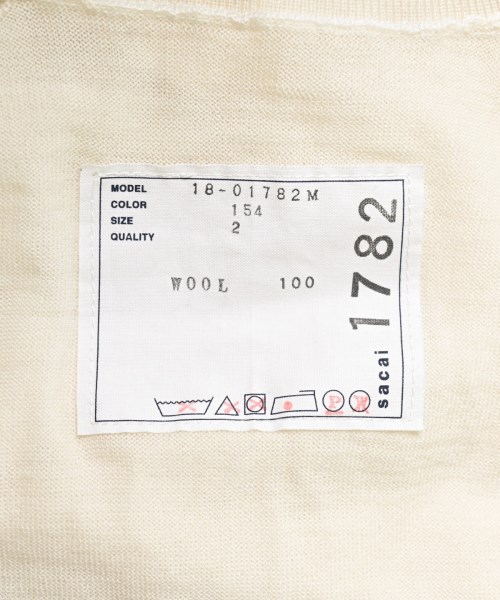 MODEL 18-01782M
COLOR 154
SIZE 2
QUALITY
WOOL 100
sacai 1782
P W